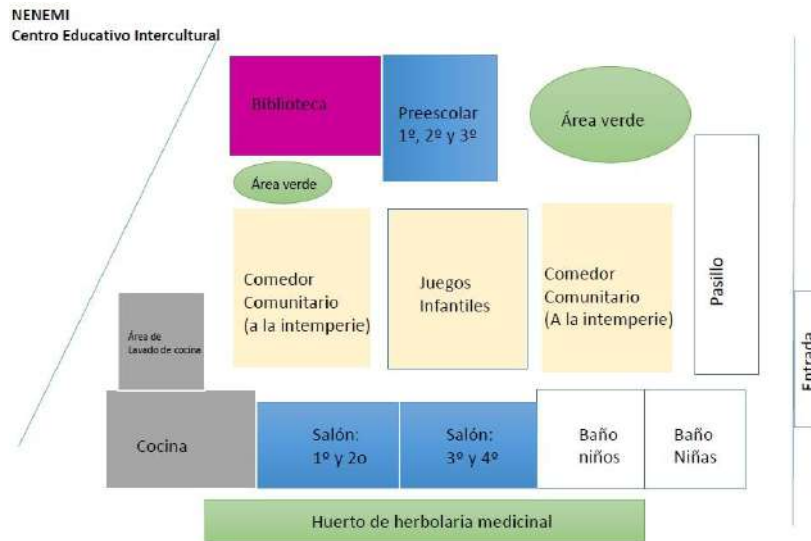 NENEMI
Centro Educativo Intercultural
Biblioteca
Preescolar
1º, 2º y 3º
Área verde
Área verde
Comedor
Comunitario
(a la intemperie)
Juegos
Infantiles
Comedor
Comunitario
(A la intemperie)
Pasillo
Entrada
Área de
Lavado de cocina
Cocina
Salón:
1º y 2o
Salón:
3º y 4º
Baño
niños
Baño
Niñas
Huerto de herbolaria medicinal